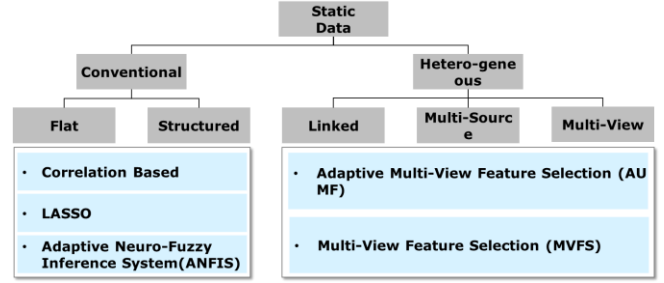 Static
Data
Conventional
Hetero-gene
ous
Flat
Structured
Linked
Multi-Sourc
e
Multi-View
• Correlation Based
• LASSO
• Adaptive Neuro-Fuzzy
Inference System(ANFIS)
• Adaptive Multi-View Feature Selection (AU
MF)
• Multi-View Feature Selection (MVFS)